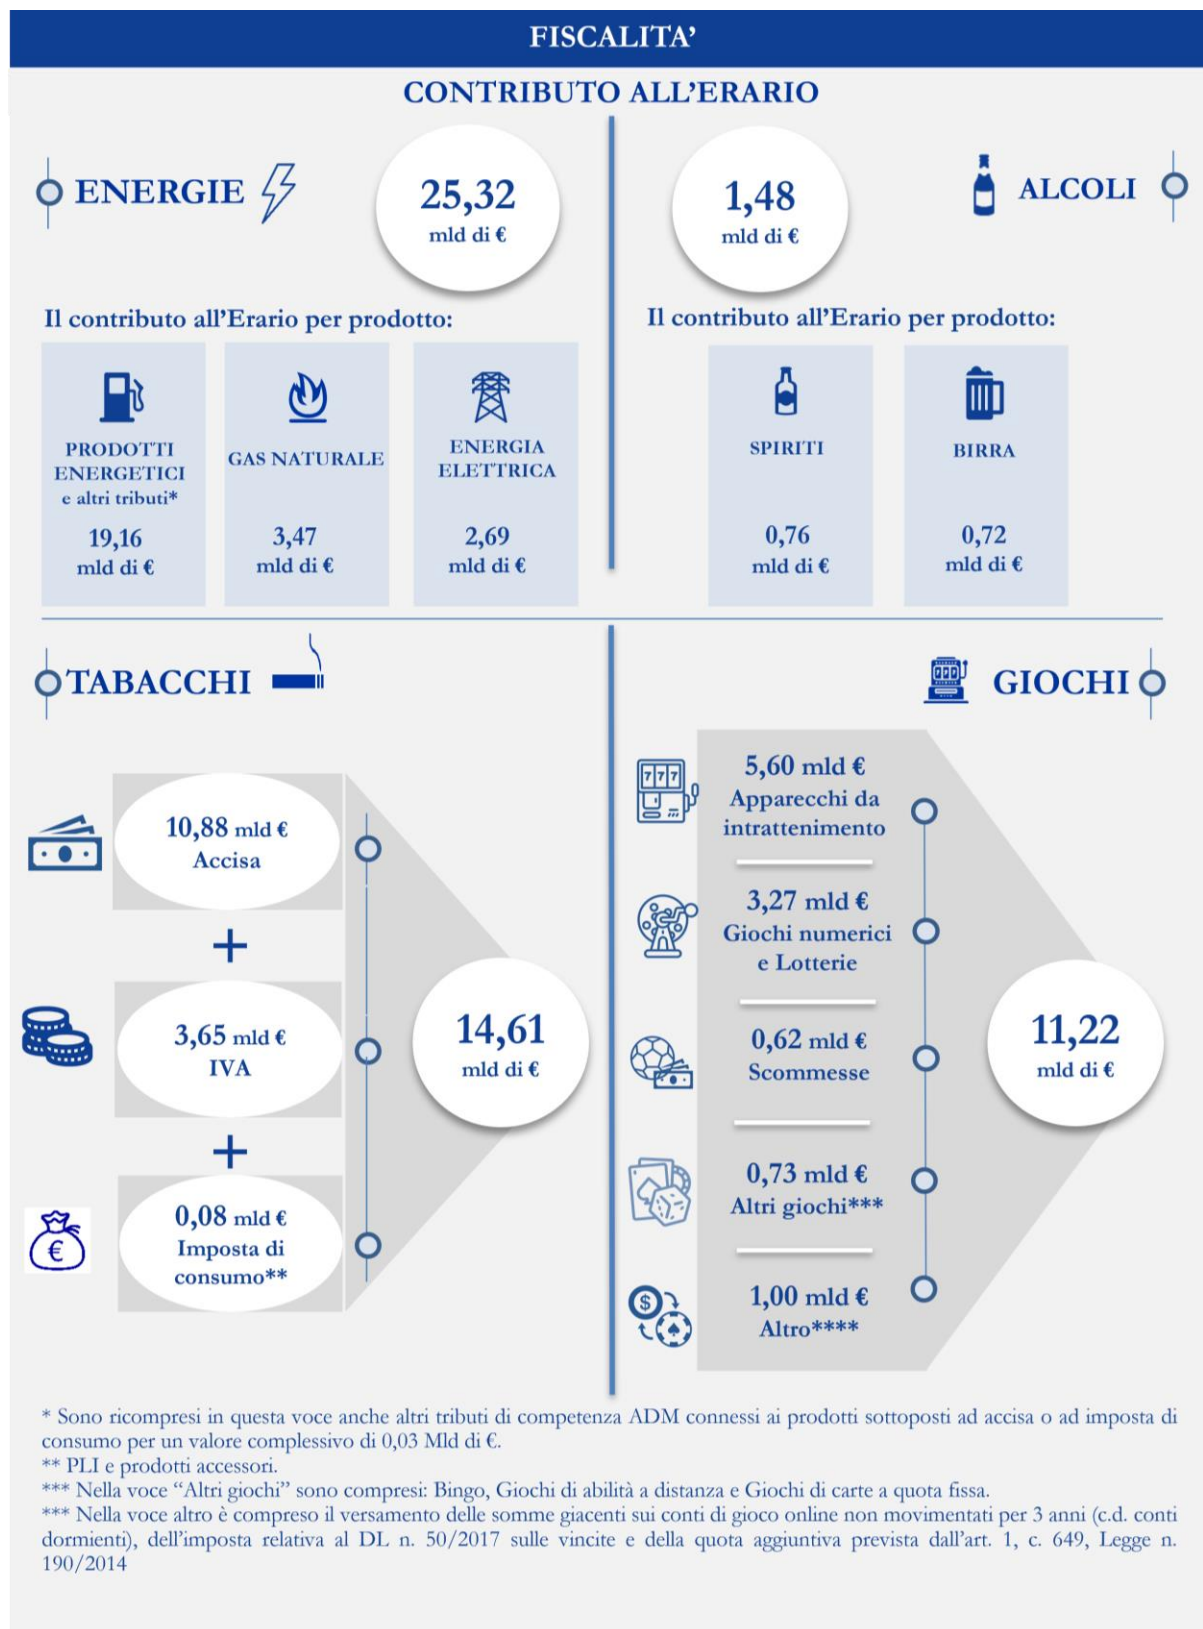 FISCALITA’
CONTRIBUTO ALL’ERARIO
ENERGIE
25,32
mld di €
Il contributo all’Erario per prodotto:
PRODOTTI
ENERGETICI
e altri tributi*
19,16
mld di €
GAS NATURALE
3,47
mld di €
ENERGIA
ELETTRICA
2,69
mld di €
1,48
mld di €
ALCOLI
Il contributo all’Erario per prodotto:
SPIRITI
0,76
mld di €
BIRRA
0,72
mld di €
TABACCHI
10,88 mld €
Accisa
+
3,65 mld €
IVA
+
€
0,08 mld €
Imposta di
consumo**
14,61
mld di €
GIOCHI
777
5,60 mld €
Apparecchi da
intrattenimento
3,27 mld €
Giochi numerici
e Lotterie
0,62 mld €
Scommesse
0,73 mld €
Altri giochi***
$
1,00 mld €
Altro****
11,22
mld di €
* Sono ricompresi in questa voce anche altri tributi di competenza ADM connessi ai prodotti sottoposti ad accisa o ad imposta di
consumo per un valore complessivo di 0,03 Mld di €.
** PLI e prodotti accessori.
*** Nella voce “Altri giochi” sono compresi: Bingo, Giochi di abilità a distanza e Giochi di carte a quota fissa.
*** Nella voce altro è compreso il versamento delle somme giacenti sui conti di gioco online non movimentati per 3 anni (c.d. conti
dormienti), dell’imposta relativa al DL n. 50/2017 sulle vincite e della quota aggiuntiva prevista dall’art. 1, c. 649, Legge n.
190/2014